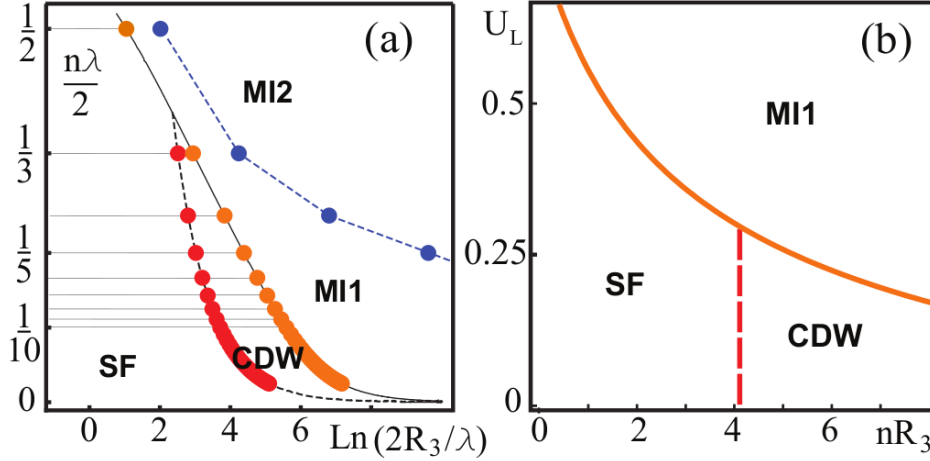 (a)
1/2
nλ/2
MI2
1/3
1/5
MI1
1/10
SF
CDW
0
0 2 4 6 Ln (2R₃/λ)
(b)
U_L
MI1
0.5
0.25
SF
CDW
0
0 2 4 6 nR₃